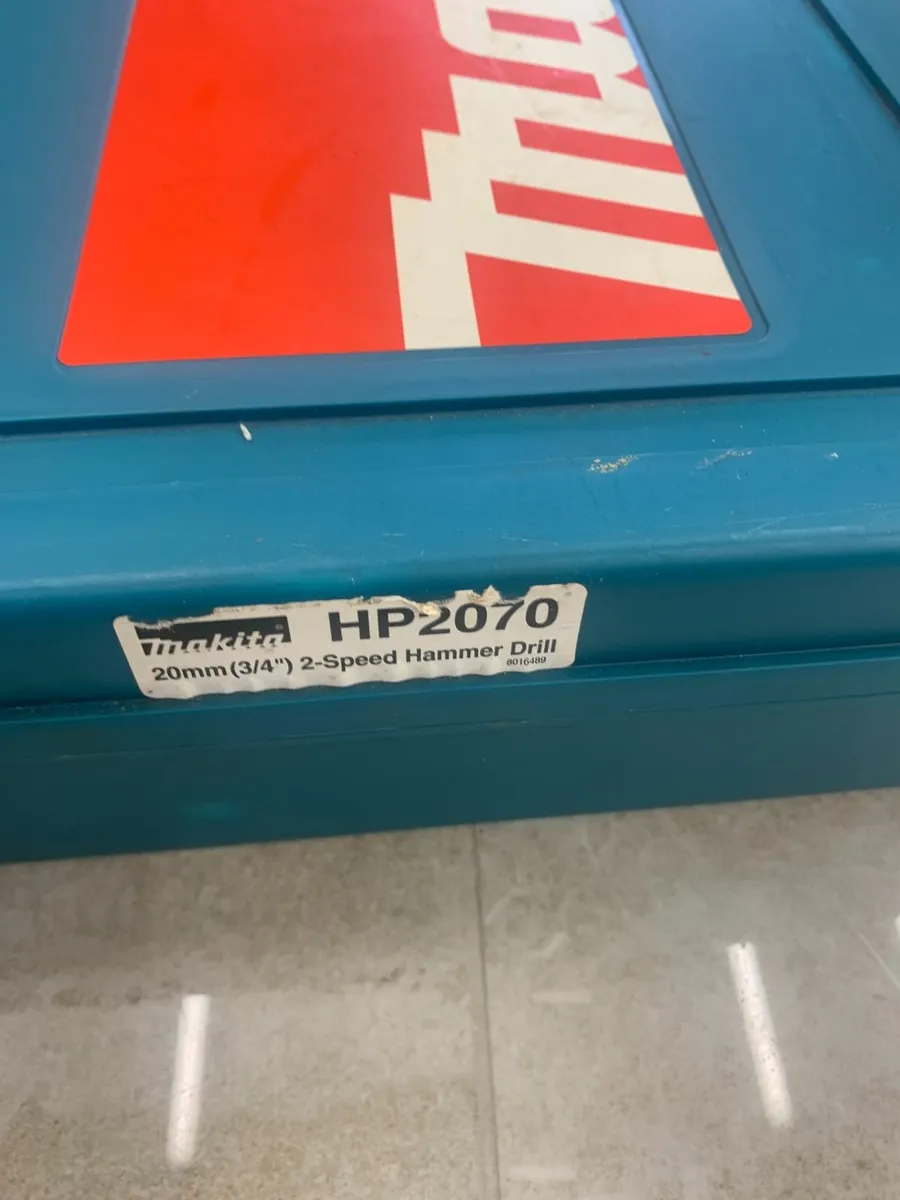 makita
HP2070
20mm (3/4") 2-Speed Hammer Drill
8016489